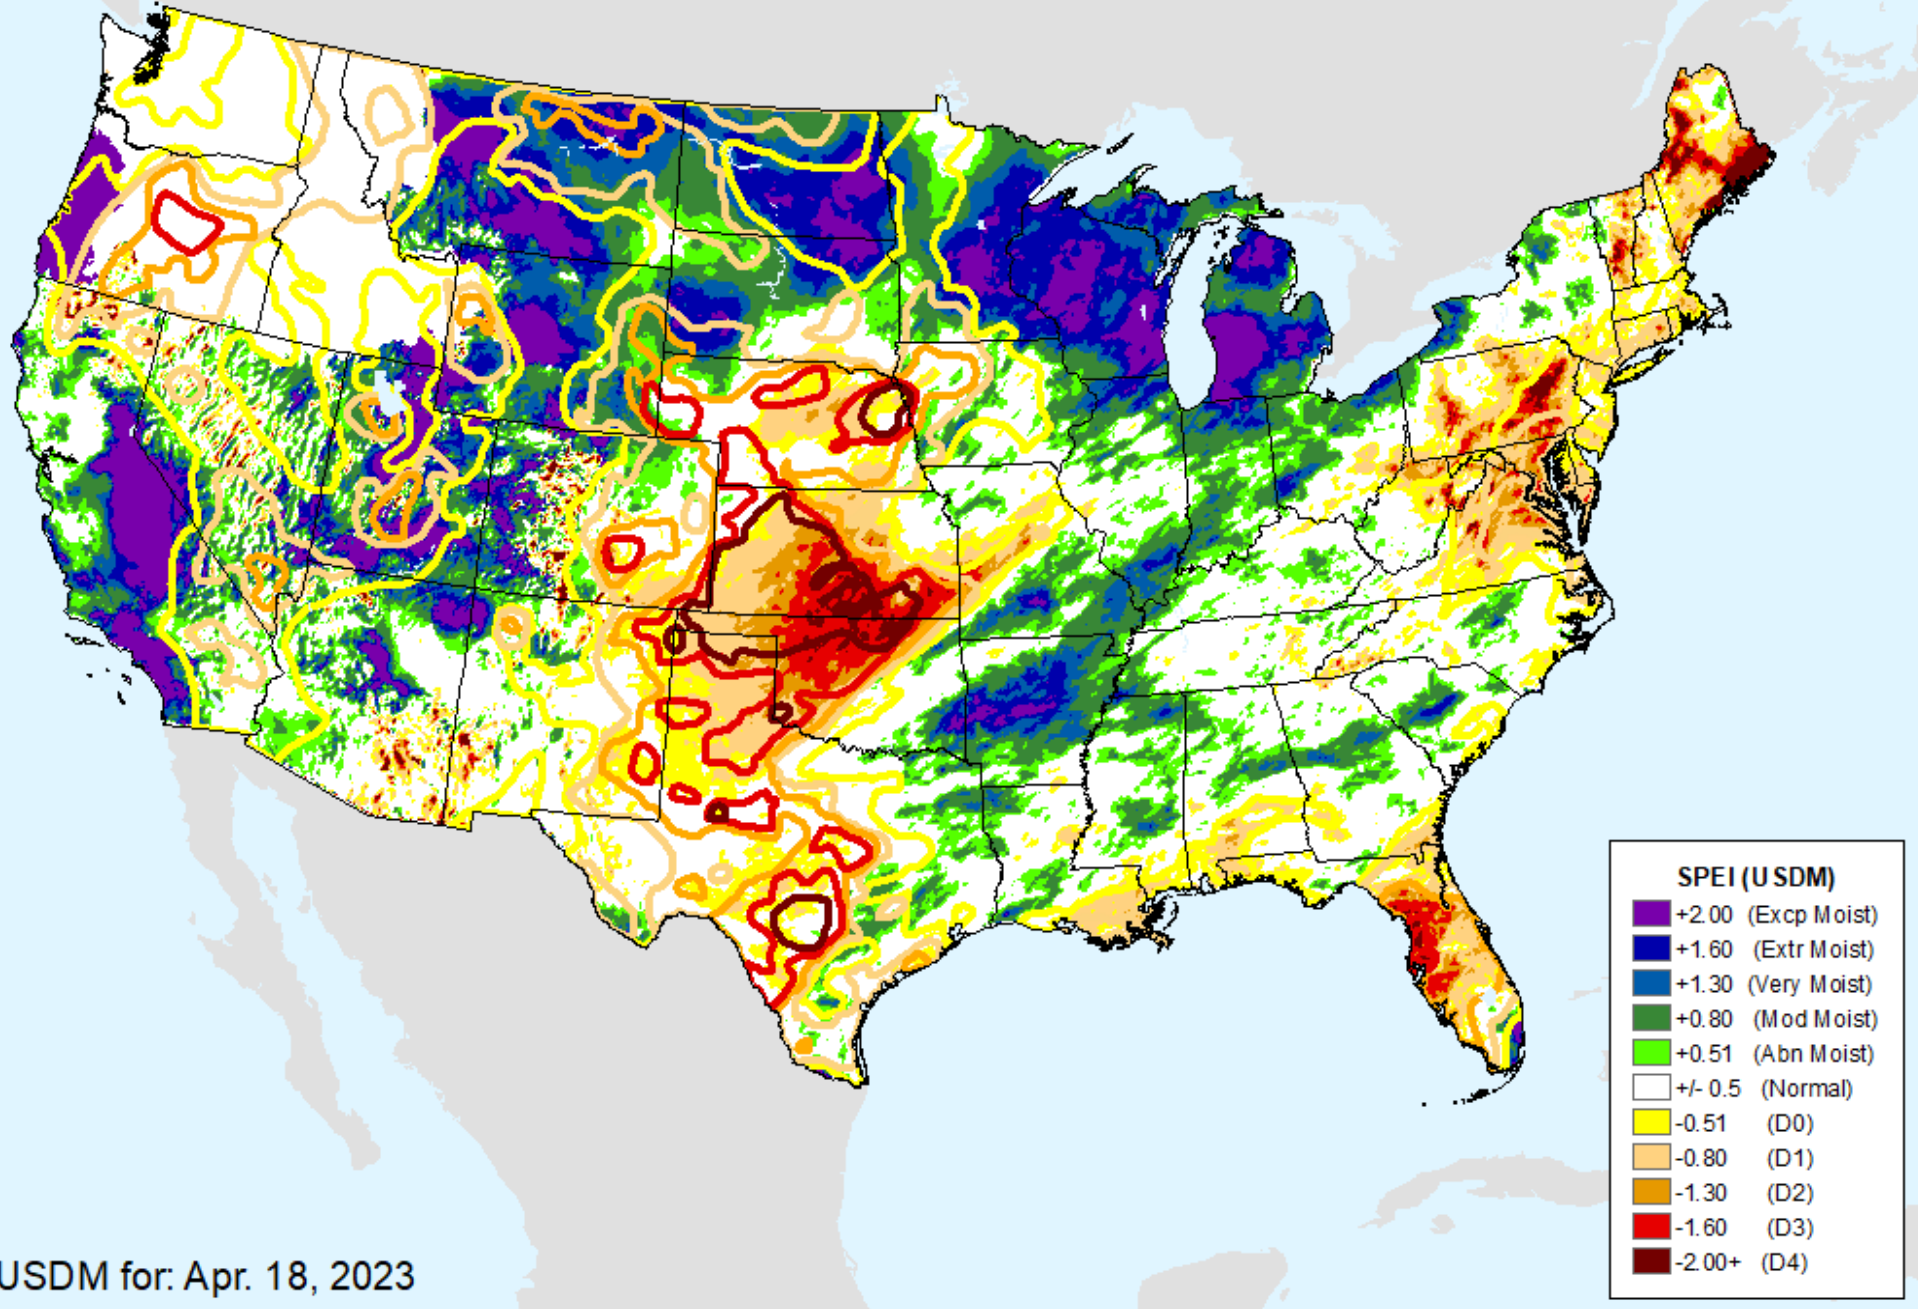 SPEI (USDM)
+2.00 (Excp Moist)
+1.60 (Extr Moist)
+1.30 (Very Moist)
+0.80 (Mod Moist)
+0.51 (Abn Moist)
+/- 0.5 (Normal)
-0.51 (D0)
-0.80 (D1)
-1.30 (D2)
-1.60 (D3)
-2.00+ (D4)
USDM for: Apr. 18, 2023